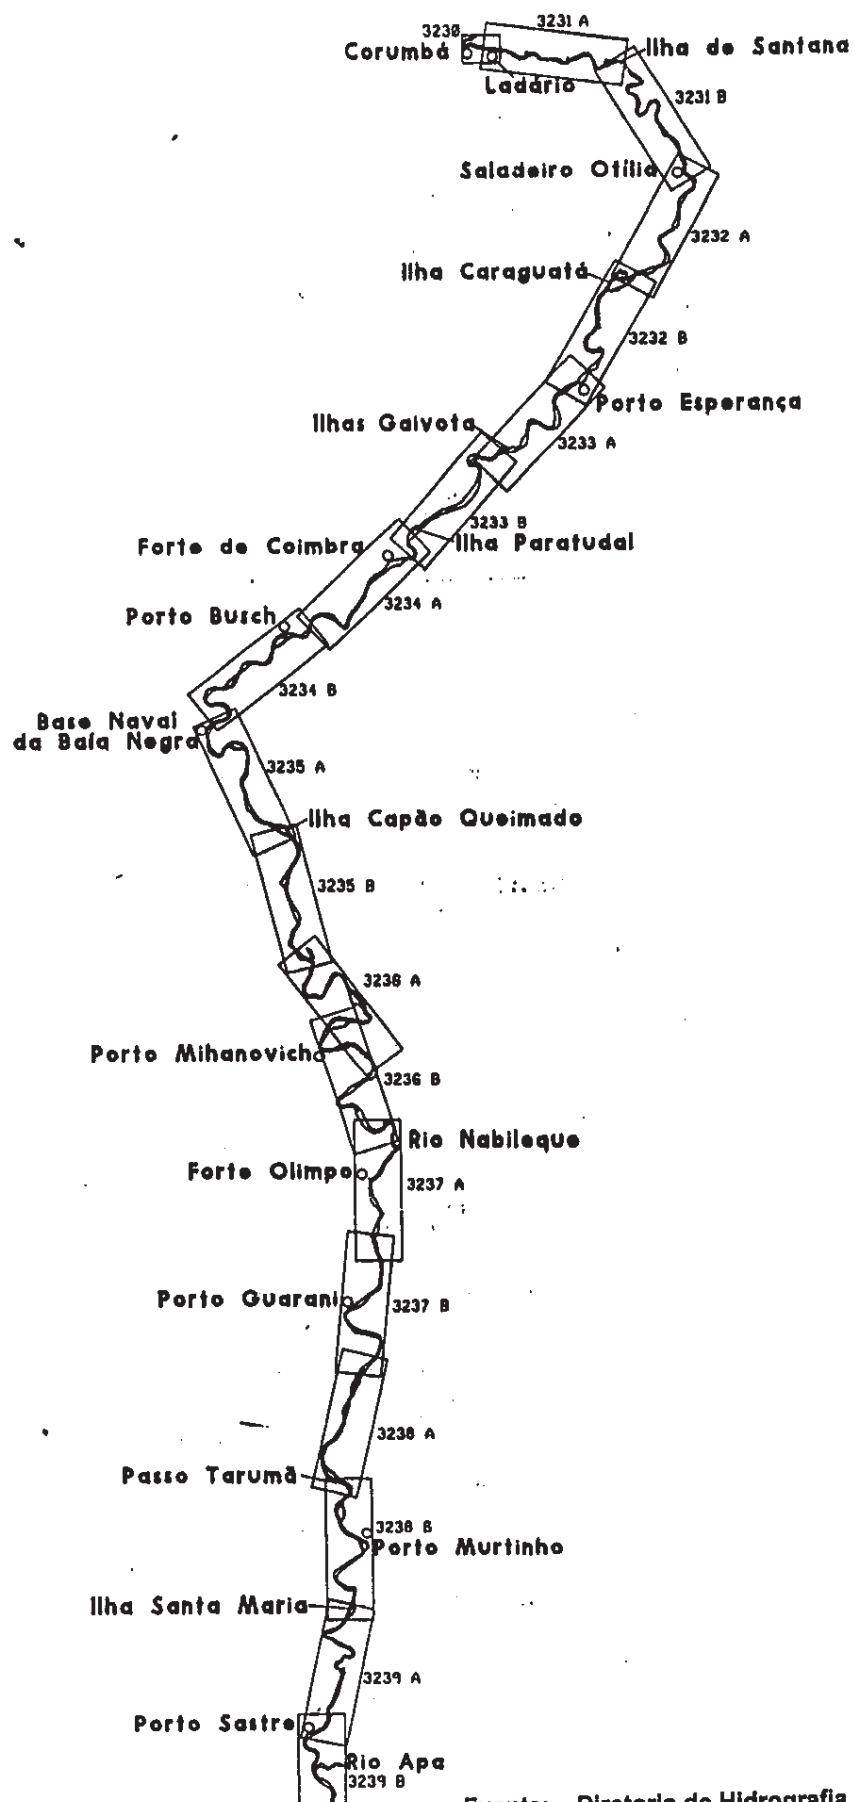 3230
3231 A
Corumbá
Ilha de Santana
Ladário
3231 B
Saladeiro Otília
3232 A
Ilha Caraguatá
3232 B
Porto Esperança
Ilhas Gaivota
3233 A
3233 B
Forte de Coimbra
Ilha Paratudal
3234 A
Porto Busch
3234 B
Base Naval
da Baía Negra
3235 A
Ilha Capão Queimado
3235 B
3236 A
Porto Mihanovich
3236 B
Rio Nabileque
Forte Olimpo
3237 A
Porto Guarani
3237 B
3238 A
Passo Tarumã
3238 B
Porto Murtinho
Ilha Santa Maria
3239 A
Porto Sastre
Rio Apa
3239 B
Diretoria de Hidrografia